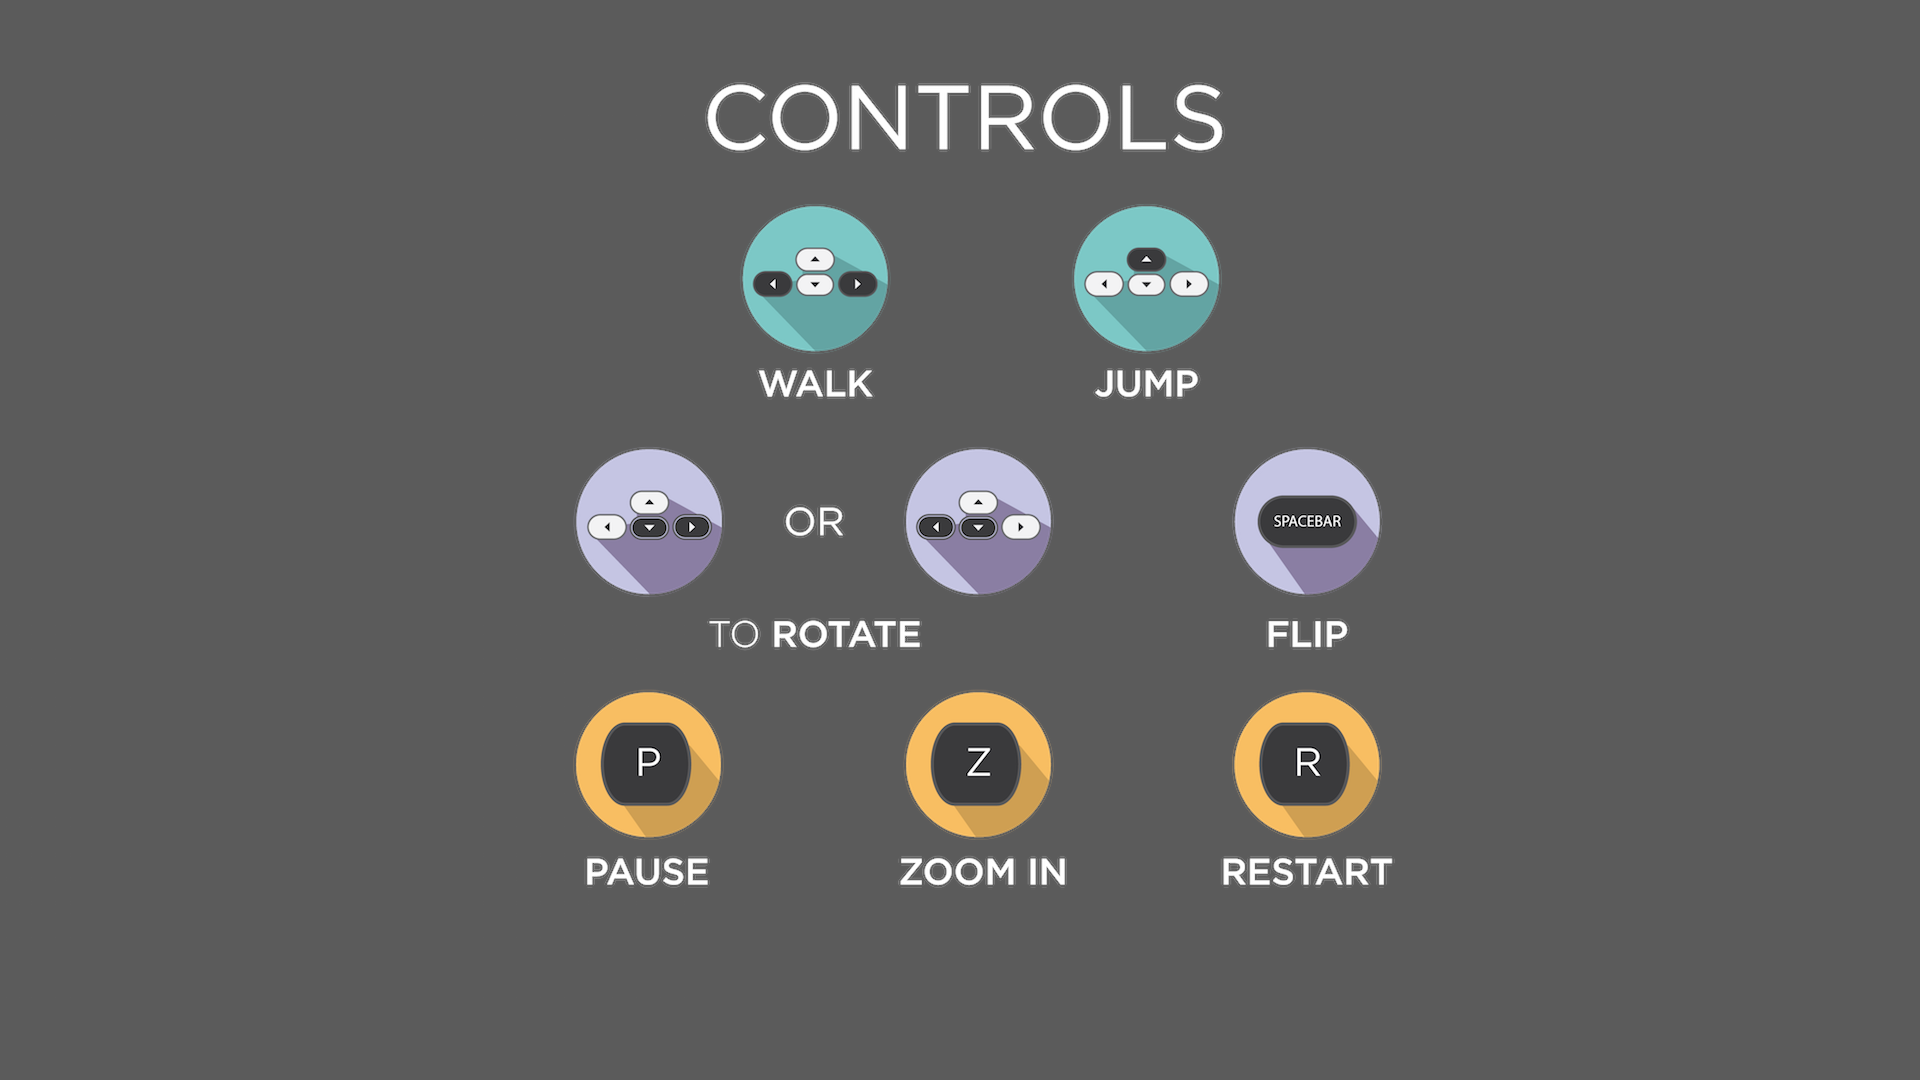 CONTROLS
WALK
JUMP
OR
SPACEBAR
TO ROTATE
FLIP
P
Z
R
PAUSE
ZOOM IN
RESTART